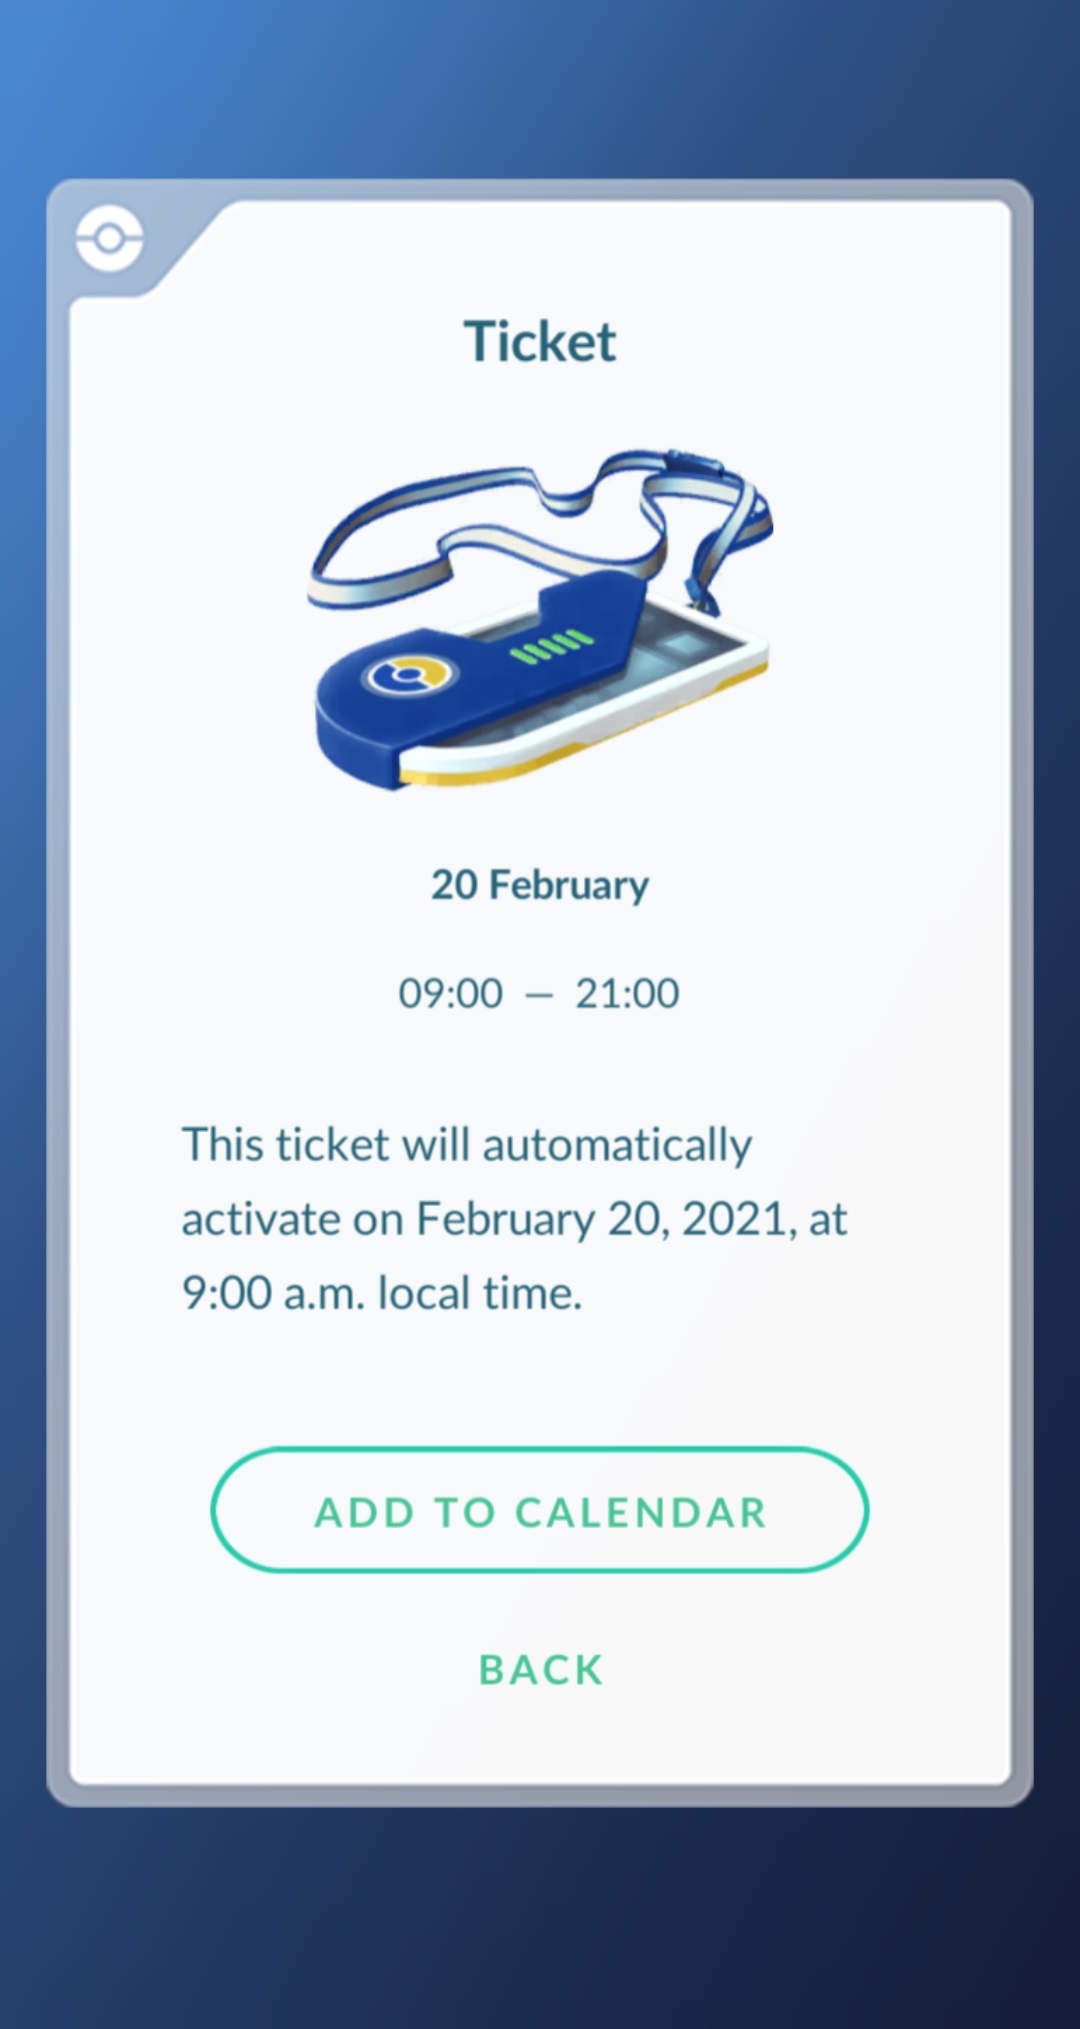 Ticket
20 February
09:00 — 21:00
This ticket will automatically
activate on February 20, 2021, at
9:00 a.m. local time.
ADD TO CALENDAR
BACK